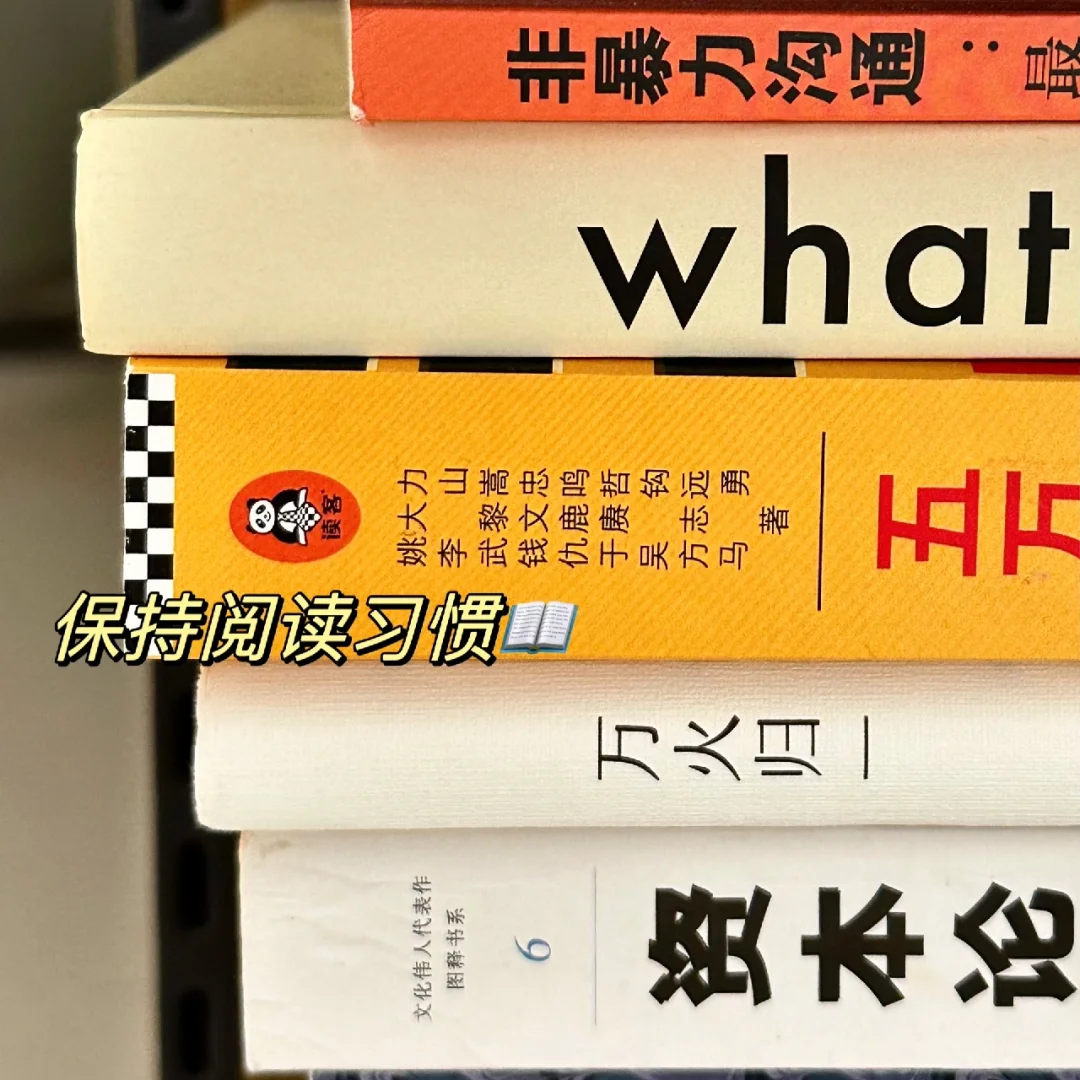 非暴力沟通：最
what
读客
姚大力
李山
武黎嵩
钱文忠
仇鹿鸣
于赓哲
吴钩
方志远
马勇
著
五万
保持阅读习惯
万火归一
文化伟人代表作
图释书系
6
资本论